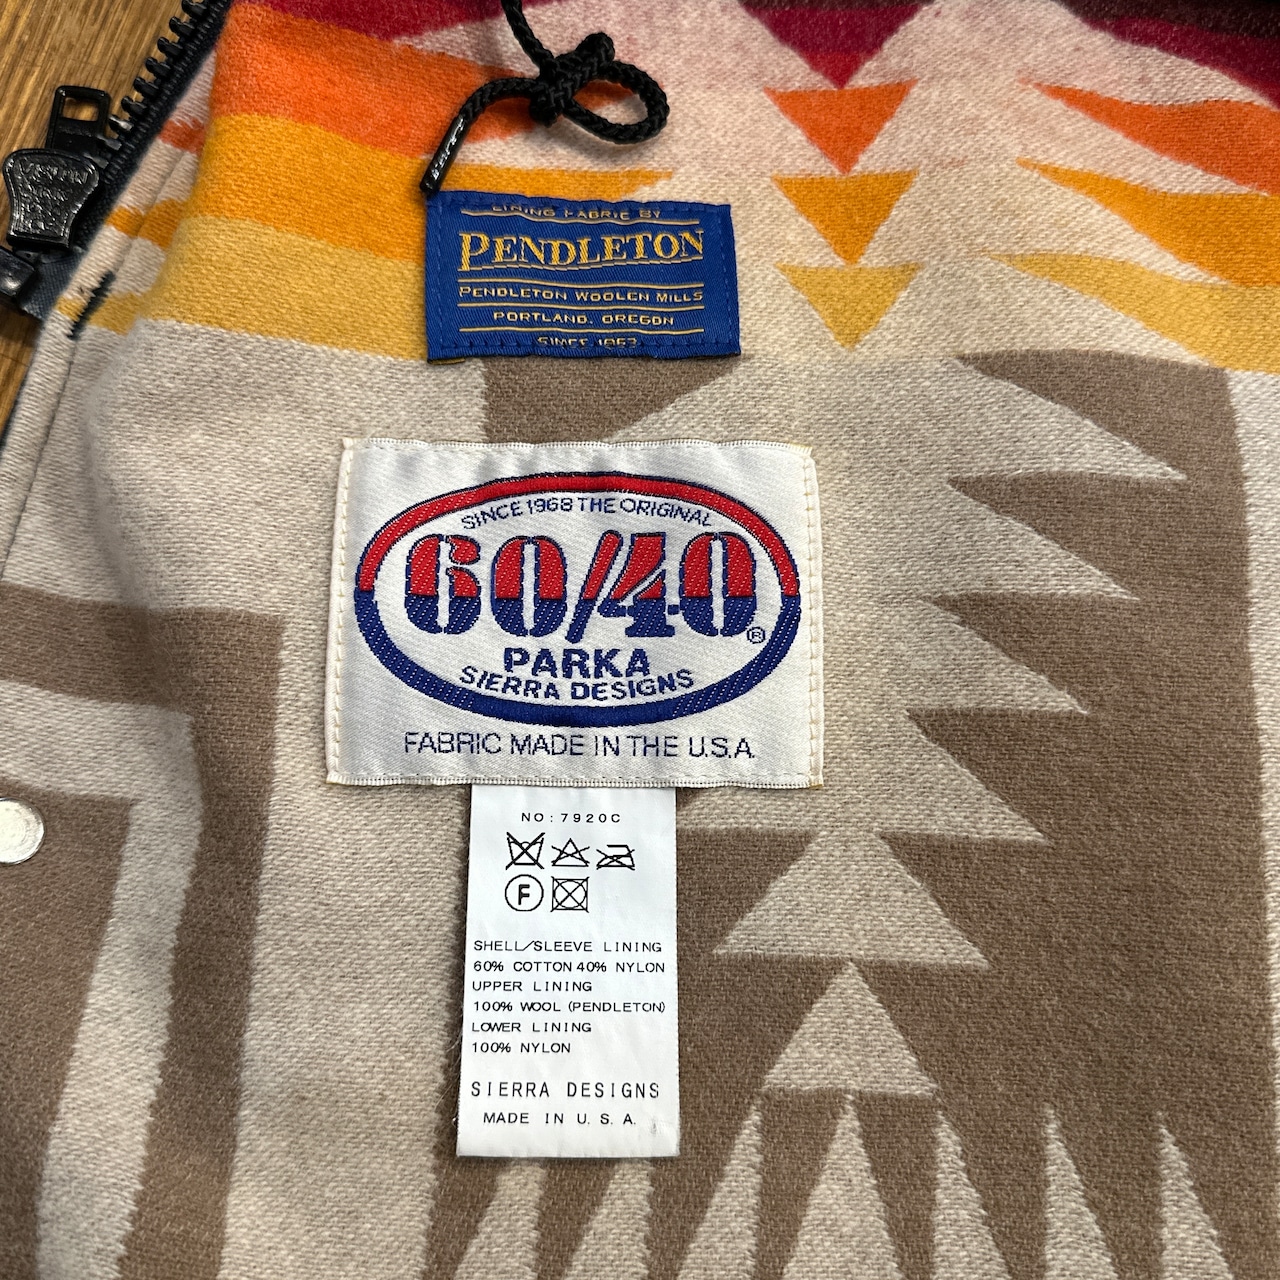 LINING FABRIC BY
PENDLETON
PENDLETON WOOLEN MILLS
PORTLAND, OREGON
SINCE 1863
SINCE 1968 THE ORIGINAL
60/40
®
PARKA
SIERRA DESIGNS
FABRIC MADE IN THE U.S.A.
NO: 7920C
F
SHELL/SLEEVE LINING
60% COTTON 40% NYLON
UPPER LINING
100% WOOL (PENDLETON)
LOWER LINING
100% NYLON
SIERRA DESIGNS
MADE IN U. S. A.